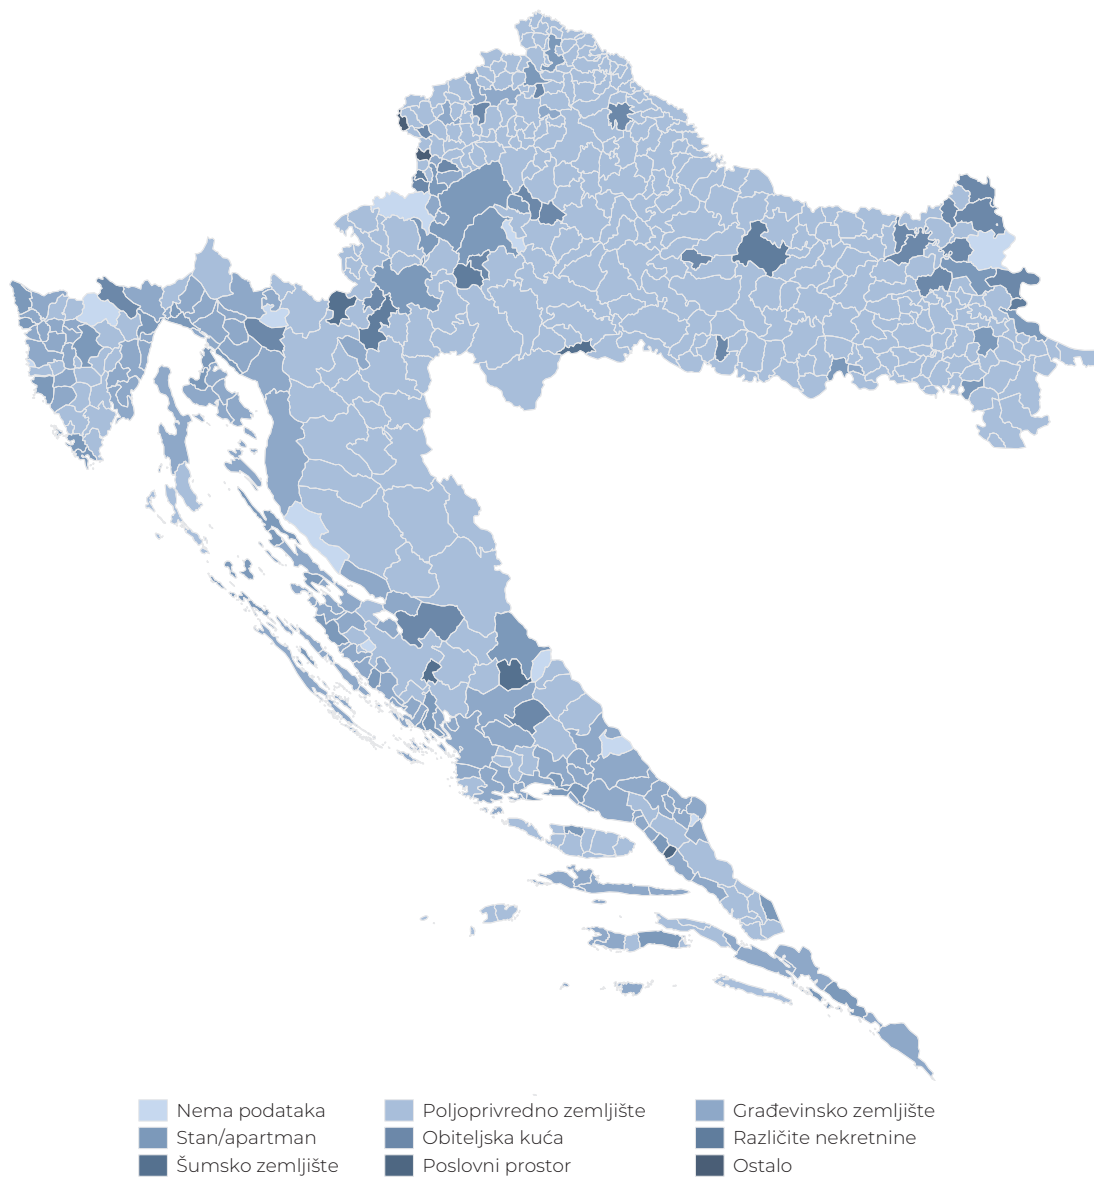 Nema podataka
Poljoprivredno zemljište
Građevinsko zemljište
Stan/apartman
Obiteljska kuća
Različite nekretnine
Šumsko zemljište
Poslovni prostor
Ostalo